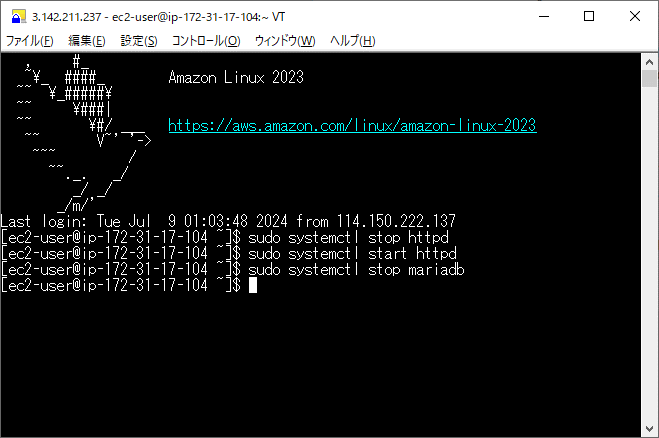 3.142.211.237 - ec2-user@ip-172-31-17-104:~ VT
ファイル(F) 編集(E) 設定(S) コントロール(O) ウィンドウ(W) ヘルプ(H)
Amazon Linux 2023
https://aws.amazon.com/linux/amazon-linux-2023
Last login: Tue Jul  9 01:03:48 2024 from 114.150.222.137
[ec2-user@ip-172-31-17-104 ~]$ sudo systemctl stop httpd
[ec2-user@ip-172-31-17-104 ~]$ sudo systemctl start httpd
[ec2-user@ip-172-31-17-104 ~]$ sudo systemctl stop mariadb
[ec2-user@ip-172-31-17-104 ~]$